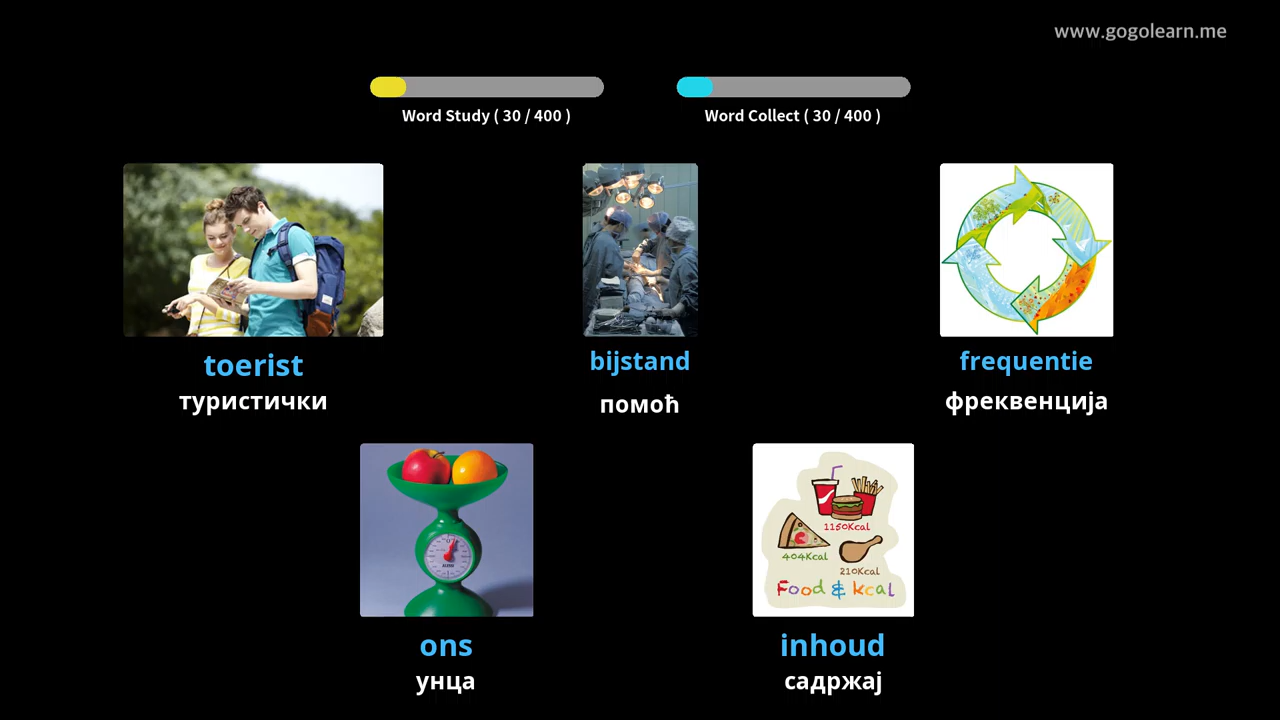 www.gogolearn.me
Word Study ( 30 / 400 )
Word Collect ( 30 / 400 )
toerist
туристички
bijstand
помоћ
frequentie
фреквенција
1150Kcal
404Kcal
210Kcal
Food & kcal
ons
унца
inhoud
садржај